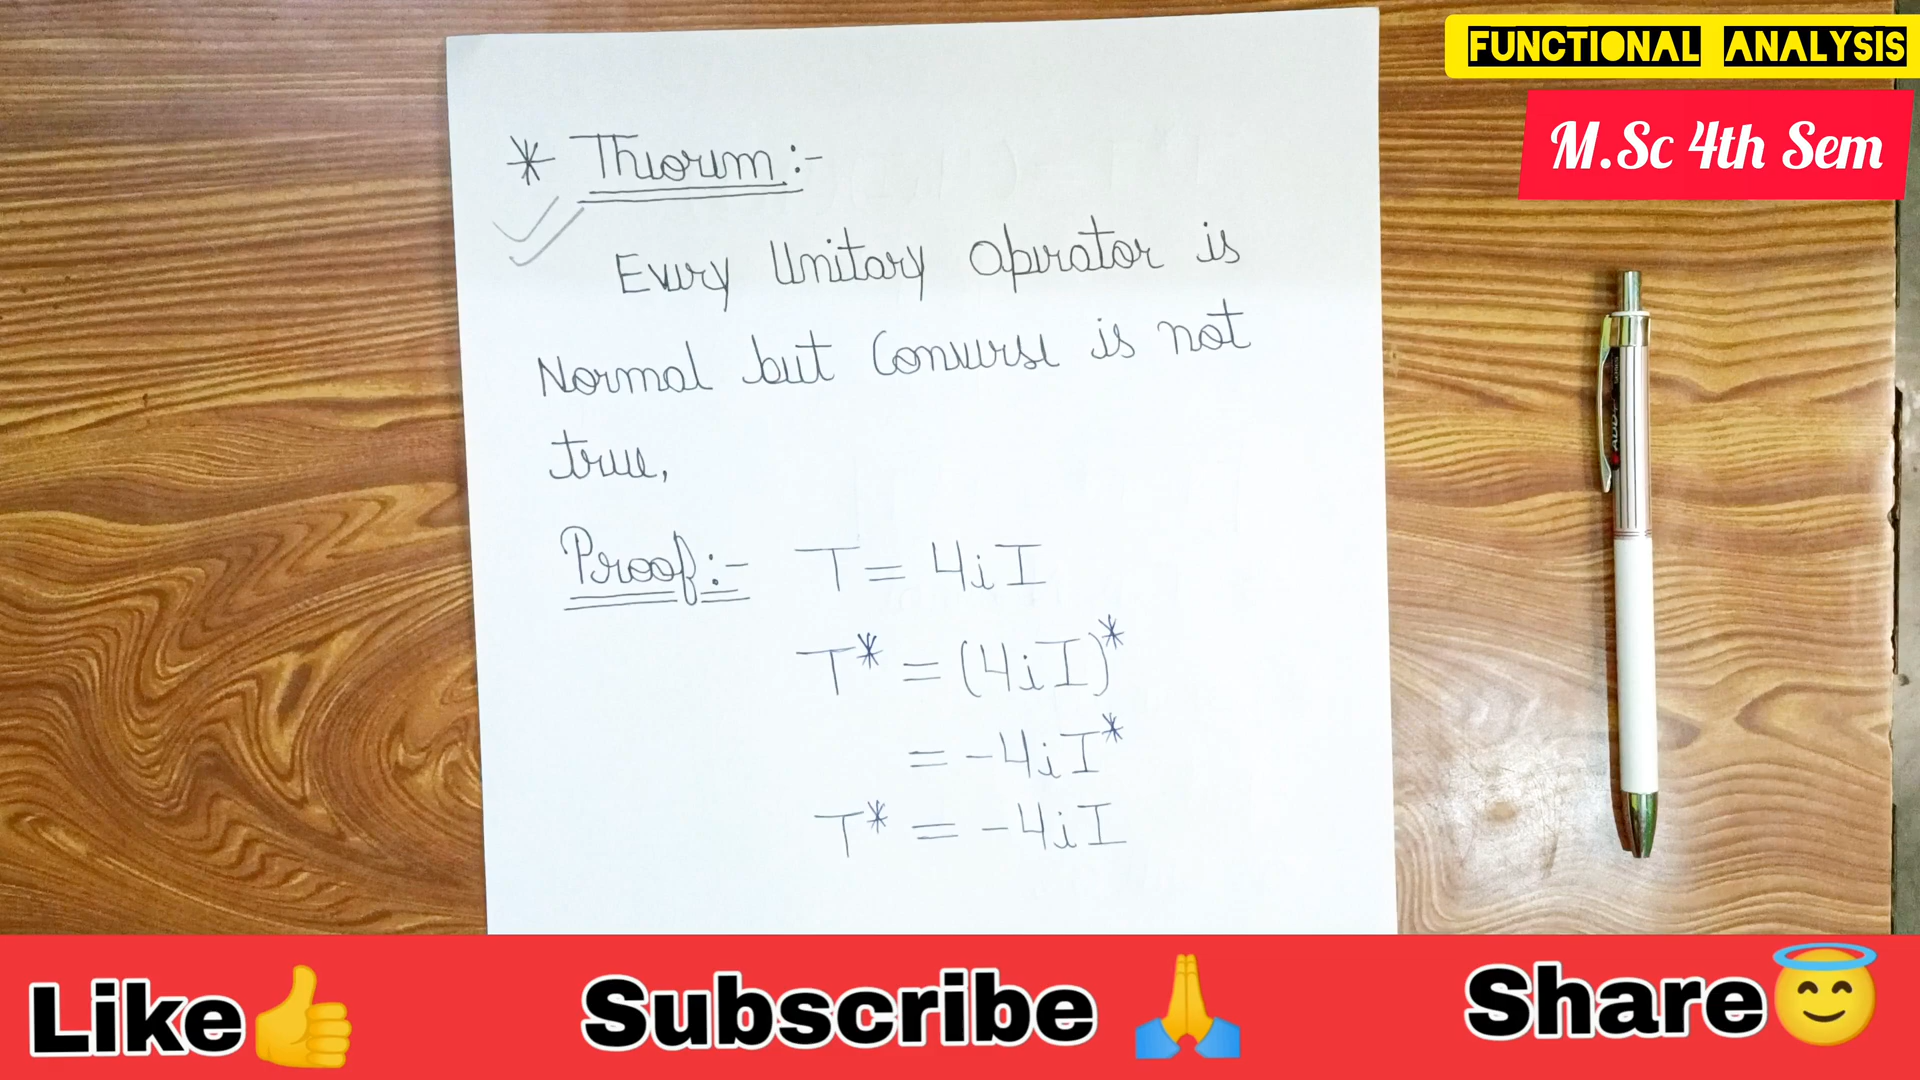 FUNCTIONAL ANALYSIS
M.Sc 4th Sem
* Theorem :-
Every Unitary Operator is
Normal but Converse is not
true,
Proof :- T = 4iI
T* = (4iI)*
= -4iI*
T* = -4iI
Like👍 Subscribe 🙏 Share😇